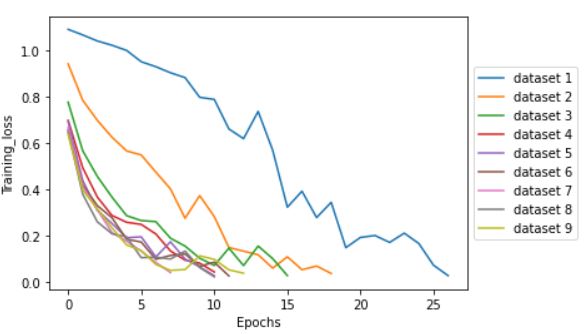 1.0
0.8
0.6
0.4
0.2
0.0
Training_loss
0 5 10 15 20 25
Epochs
dataset 1
dataset 2
dataset 3
dataset 4
dataset 5
dataset 6
dataset 7
dataset 8
dataset 9